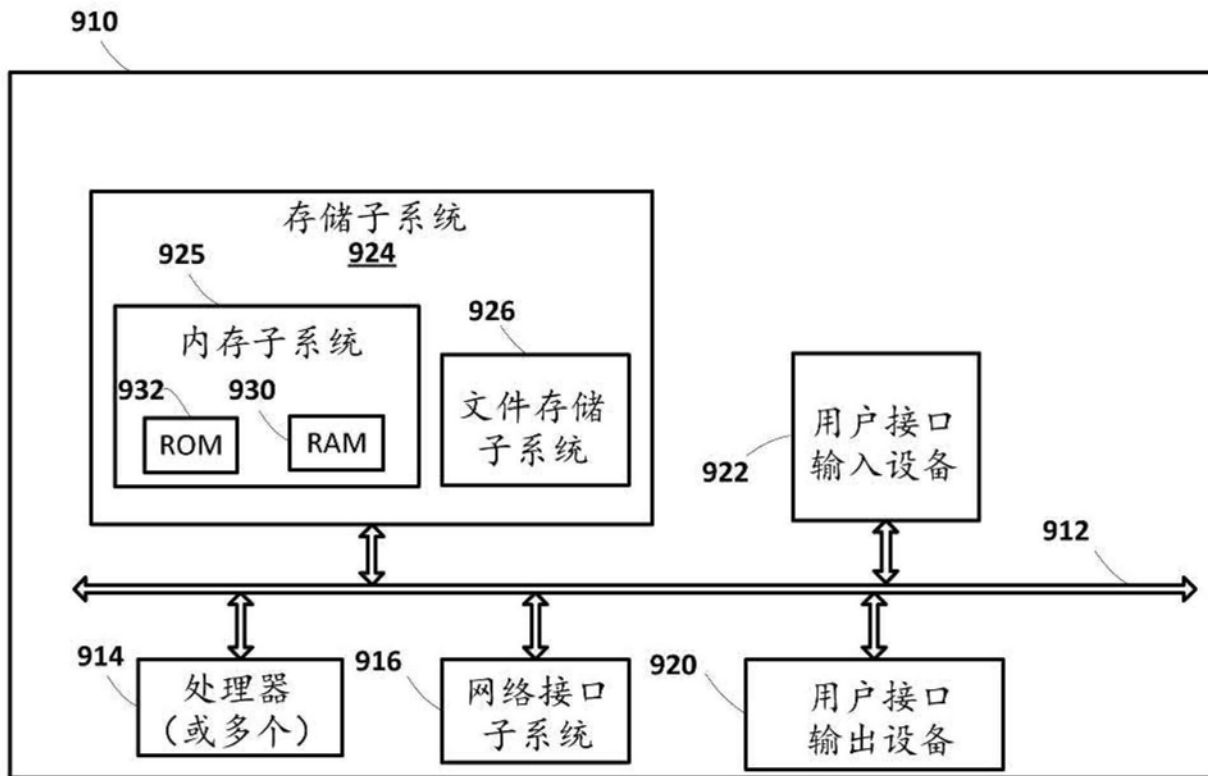 910
存储子系统
924
925
内存子系统
932
ROM
930
RAM
926
文件存储
子系统
922
用户接口
输入设备
912
914
处理器
（或多个）
916
网络接口
子系统
920
用户接口
输出设备